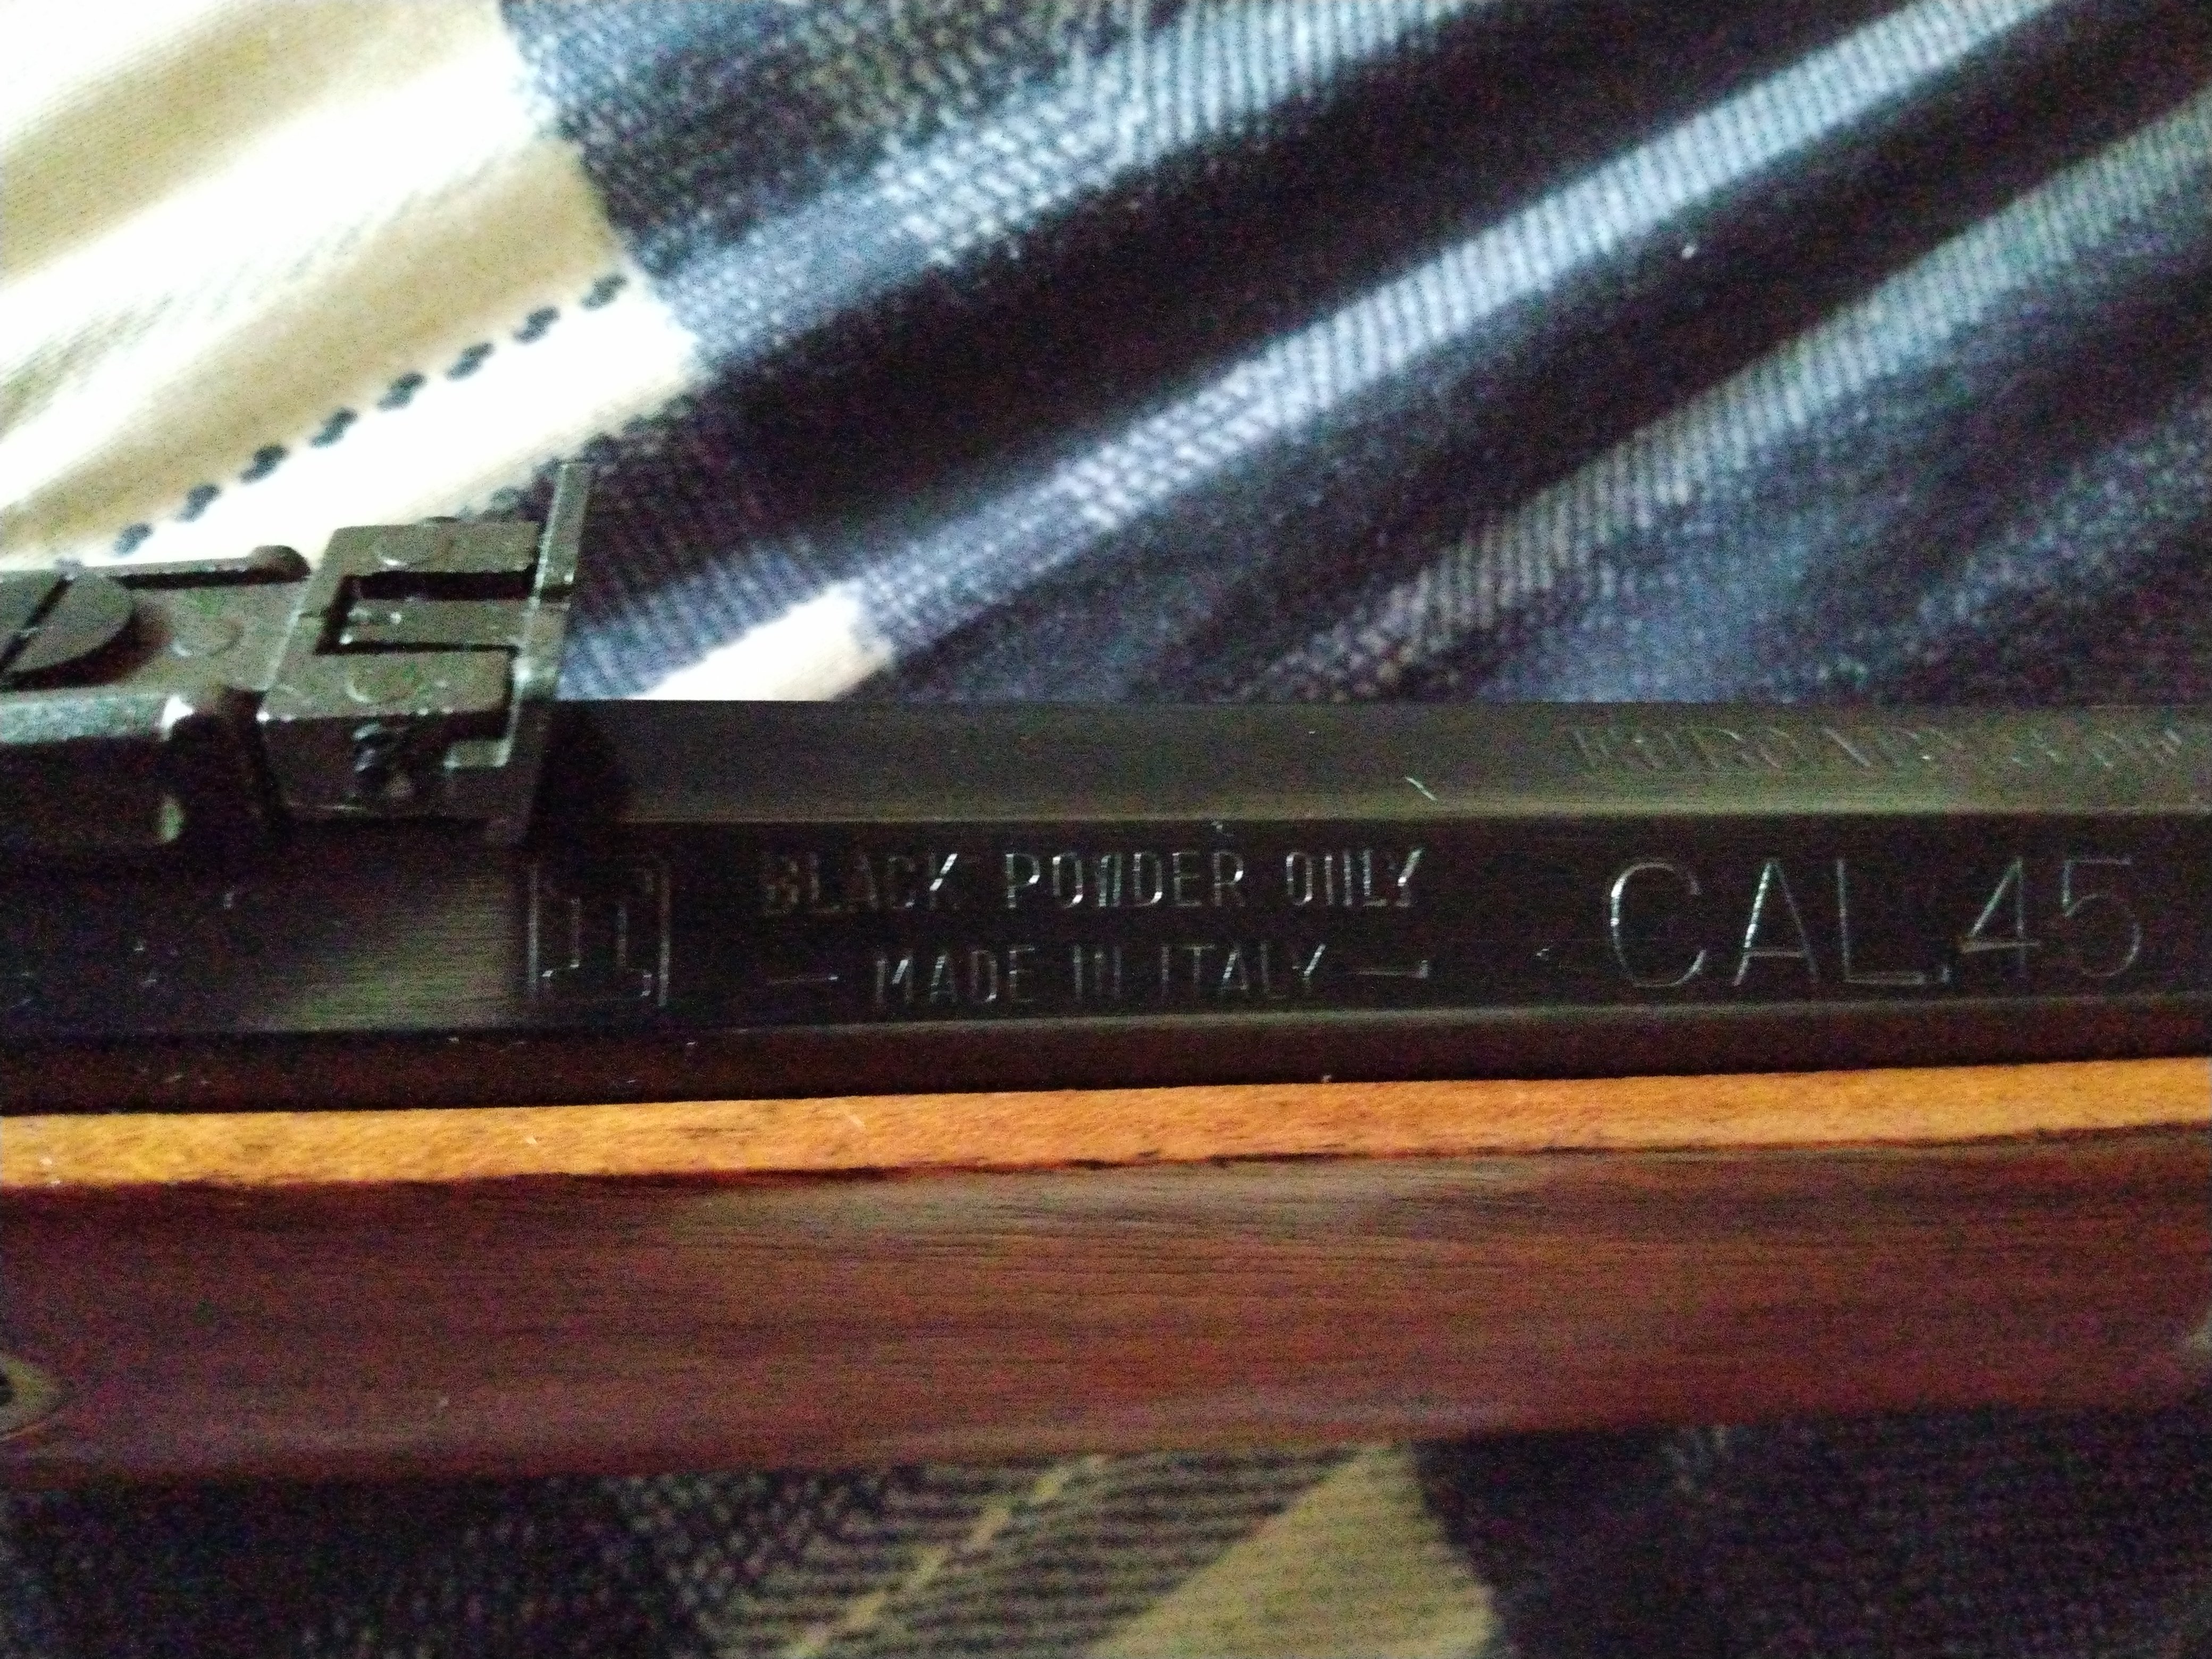 BLACK POWDER ONLY
— MADE IN ITALY —
CAL.45